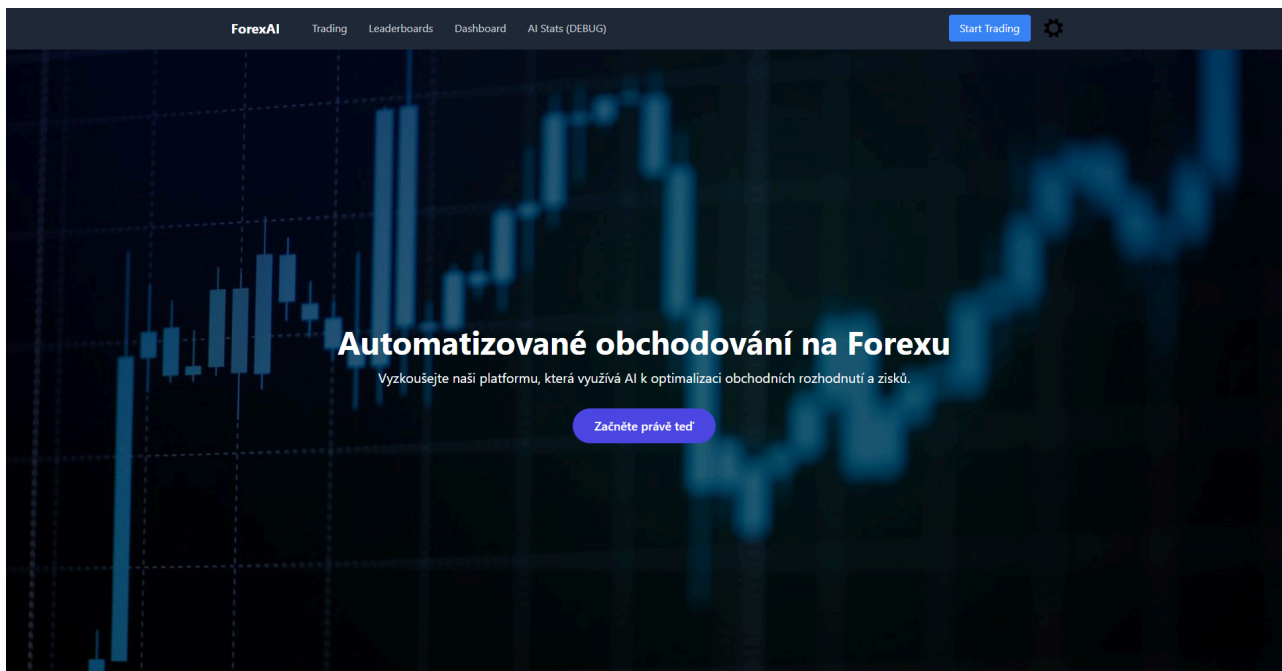 ForexAI Trading Leaderboards Dashboard AI Stats (DEBUG) Start Trading
Automatizované obchodování na Forexu
Vyzkoušejte naši platformu, která využívá AI k optimalizaci obchodních rozhodnutí a zisků.
Začněte právě teď